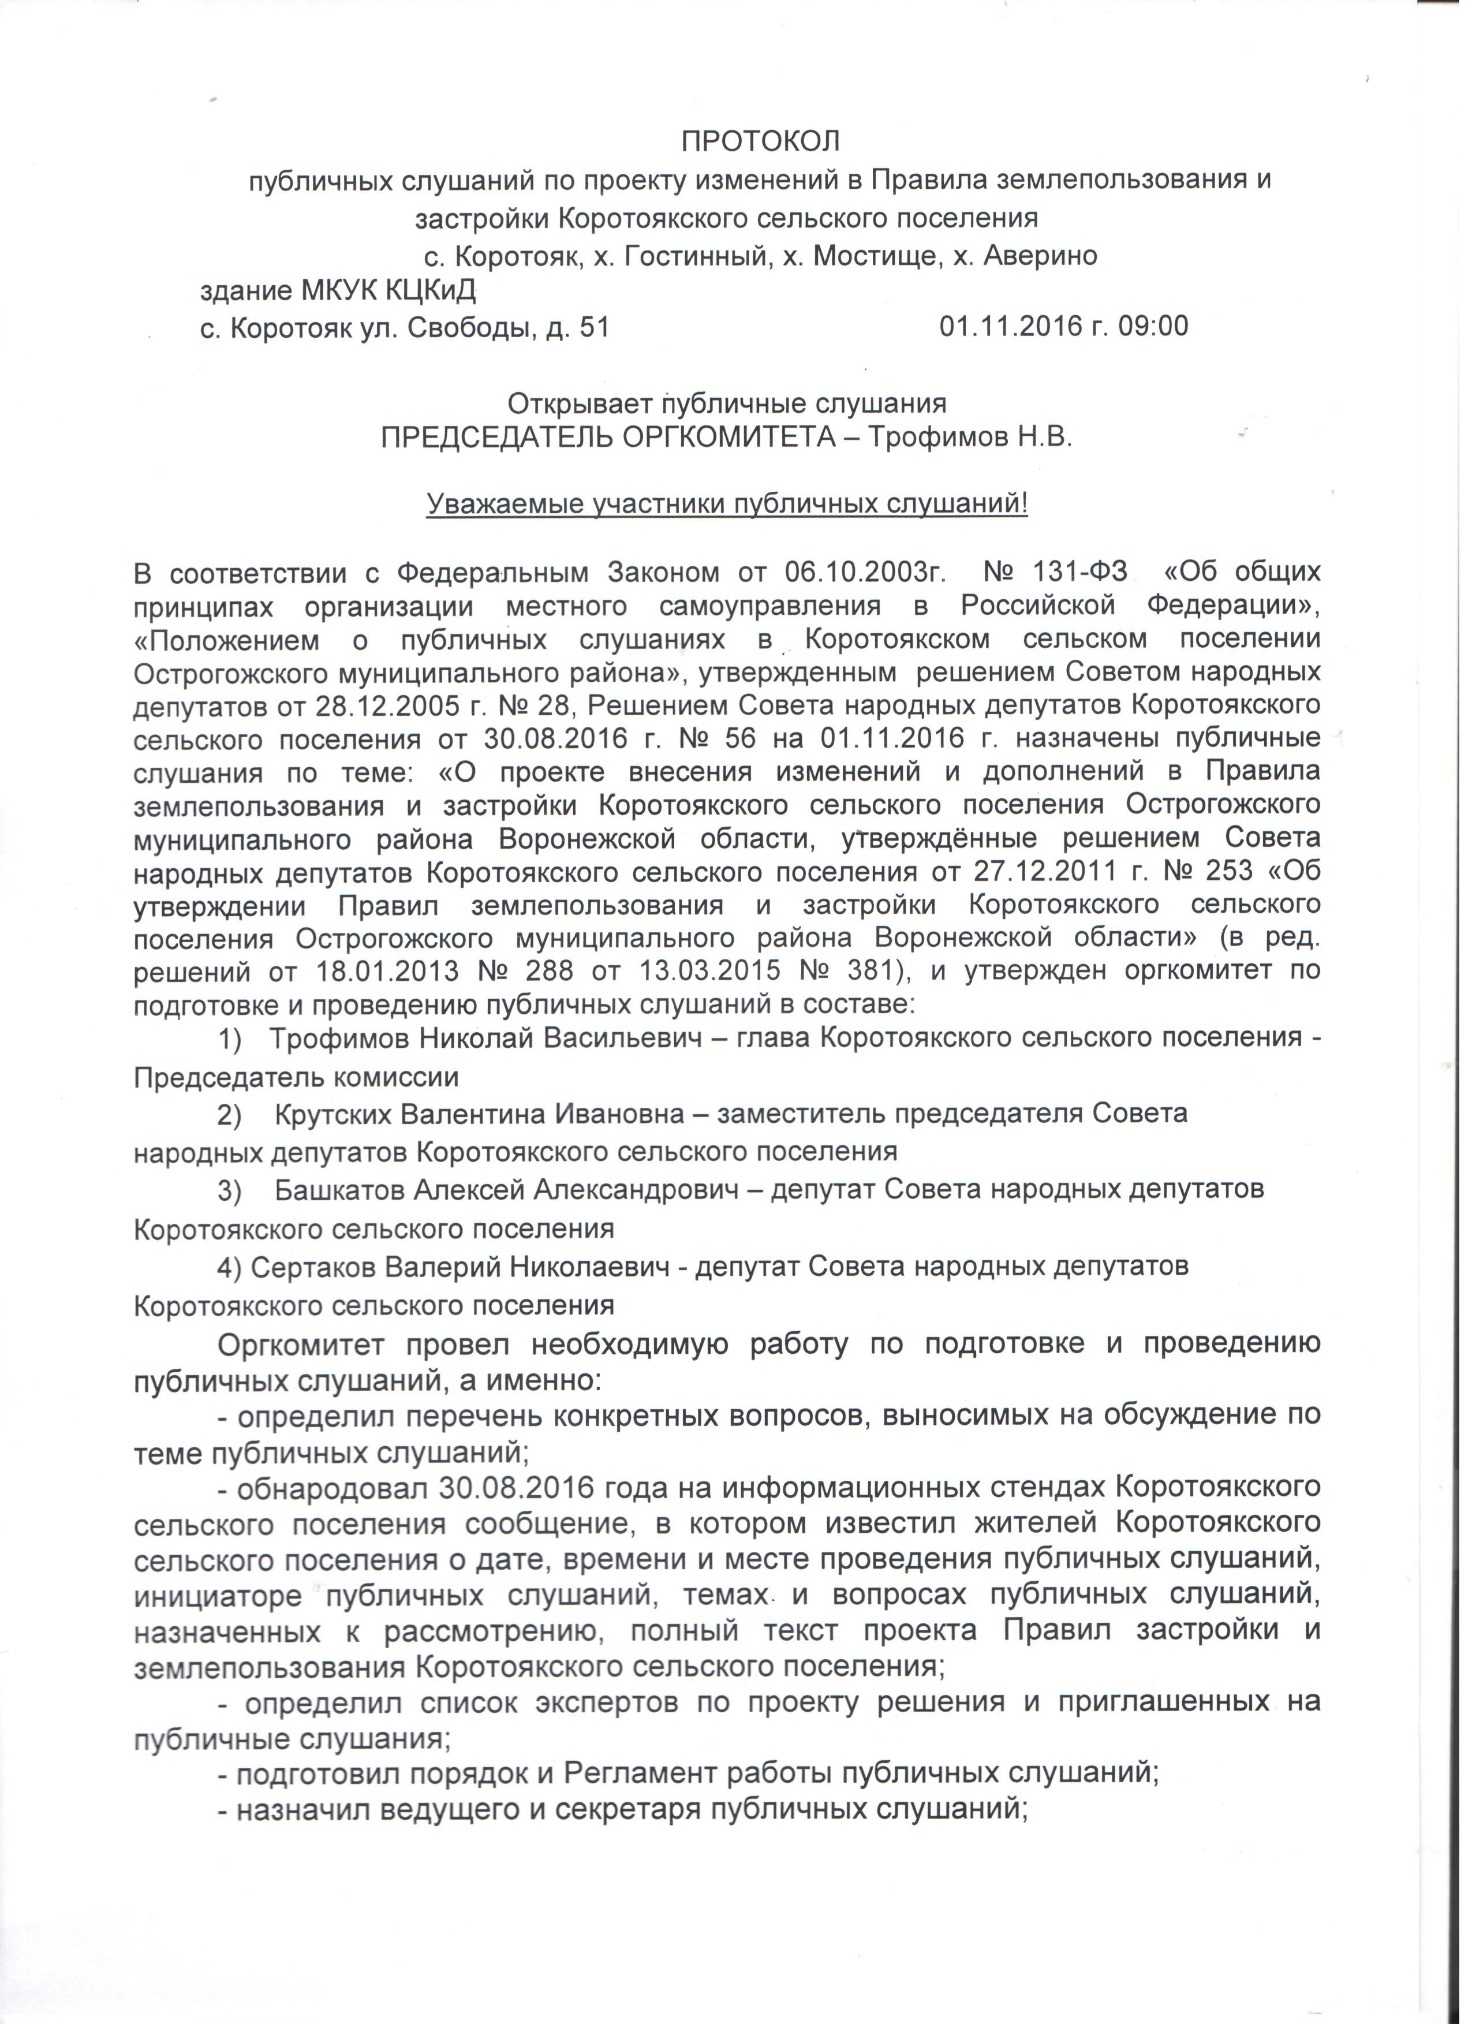 ПРОТОКОЛ
публичных слушаний по проекту изменений в Правила землепользования и
застройки Коротоякского сельского поселения
с. Коротояк, х. Гостинный, х. Мостище, х. Аверино
здание МКУК КЦКиД
с. Коротояк ул. Свободы, д. 51 01.11.2016 г. 09:00
Открывает публичные слушания
ПРЕДСЕДАТЕЛЬ ОРГКОМИТЕТА – Трофимов Н.В.
Уважаемые участники публичных слушаний!
В соответствии с Федеральным Законом от 06.10.2003г. № 131-ФЗ «Об общих
принципах организации местного самоуправления в Российской Федерации»,
«Положением о публичных слушаниях в Коротоякском сельском поселении
Острогожского муниципального района», утвержденным решением Советом народных
депутатов от 28.12.2005 г. № 28, Решением Совета народных депутатов Коротоякского
сельского поселения от 30.08.2016 г. № 56 на 01.11.2016 г. назначены публичные
слушания по теме: «О проекте внесения изменений и дополнений в Правила
землепользования и застройки Коротоякского сельского поселения Острогожского
муниципального района Воронежской области, утверждённые решением Совета
народных депутатов Коротоякского сельского поселения от 27.12.2011 г. № 253 «Об
утверждении Правил землепользования и застройки Коротоякского сельского
поселения Острогожского муниципального района Воронежской области» (в ред.
решений от 18.01.2013 № 288 от 13.03.2015 № 381), и утвержден оргкомитет по
подготовке и проведению публичных слушаний в составе:
1) Трофимов Николай Васильевич – глава Коротоякского сельского поселения -
Председатель комиссии
2) Крутских Валентина Ивановна – заместитель председателя Совета
народных депутатов Коротоякского сельского поселения
3) Башкатов Алексей Александрович – депутат Совета народных депутатов
Коротоякского сельского поселения
4) Сертаков Валерий Николаевич - депутат Совета народных депутатов
Коротоякского сельского поселения
Оргкомитет провел необходимую работу по подготовке и проведению
публичных слушаний, а именно:
- определил перечень конкретных вопросов, выносимых на обсуждение по
теме публичных слушаний;
- обнародовал 30.08.2016 года на информационных стендах Коротоякского
сельского поселения сообщение, в котором известил жителей Коротоякского
сельского поселения о дате, времени и месте проведения публичных слушаний,
инициаторе публичных слушаний, темах и вопросах публичных слушаний,
назначенных к рассмотрению, полный текст проекта Правил застройки и
землепользования Коротоякского сельского поселения;
- определил список экспертов по проекту решения и приглашенных на
публичные слушания;
- подготовил порядок и Регламент работы публичных слушаний;
- назначил ведущего и секретаря публичных слушаний;